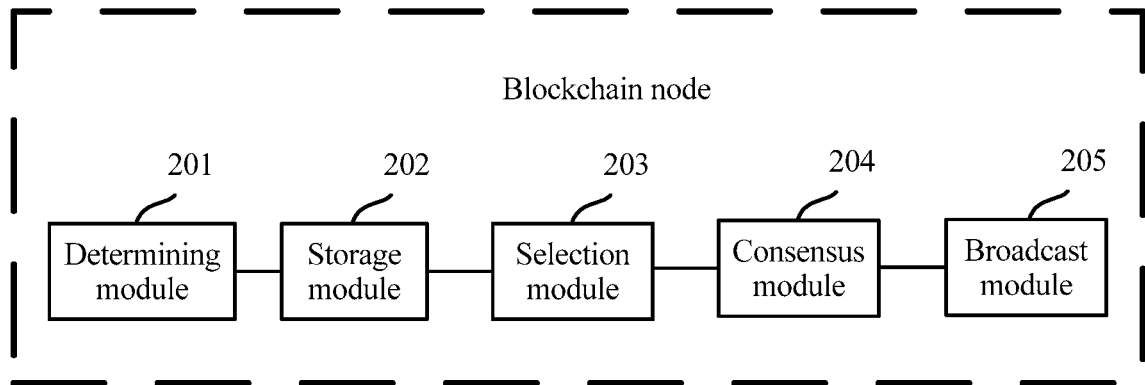 Blockchain node
201
202
203
204
205
Determining
module
Storage
module
Selection
module
Consensus
module
Broadcast
module